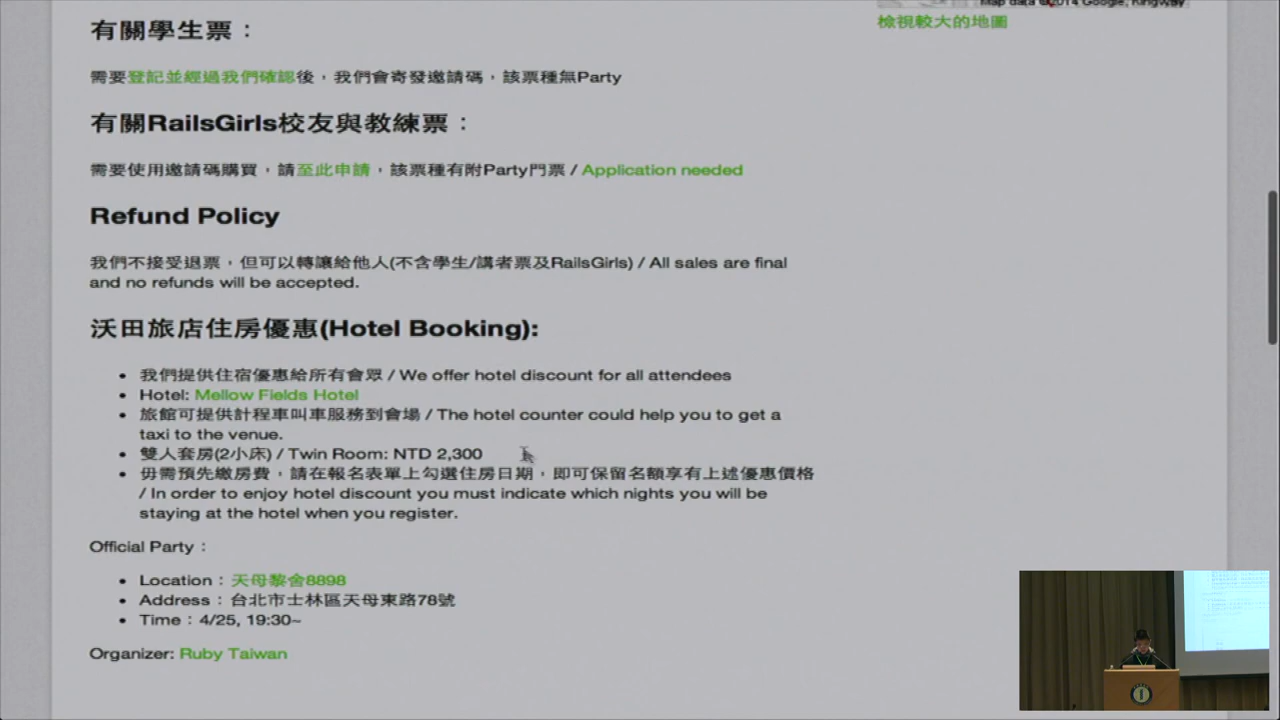 Map data ©2014 Google, Kingway
檢視較大的地圖
有關學生票：
需要登記並經過我們確認後，我們會寄發邀請碼，該票種無Party
有關RailsGirls校友與教練票：
需要使用邀請碼購買，請至此申請，該票種有附Party門票 / Application needed
Refund Policy
我們不接受退票，但可以轉讓給他人(不含學生/講者票及RailsGirls) / All sales are final
and no refunds will be accepted.
沃田旅店住房優惠(Hotel Booking):
我們提供住宿優惠給所有會眾 / We offer hotel discount for all attendees
Hotel: Mellow Fields Hotel
旅館可提供計程車叫車服務到會場 / The hotel counter could help you to get a
taxi to the venue.
雙人套房(2小床) / Twin Room: NTD 2,300
毋需預先繳房費，請在報名表單上勾選住房日期，即可保留名額享有上述優惠價格
/ In order to enjoy hotel discount you must indicate which nights you will be
staying at the hotel when you register.
Official Party：
Location：天母黎舍8898
Address：台北市士林區天母東路78號
Time：4/25, 19:30~
Organizer: Ruby Taiwan